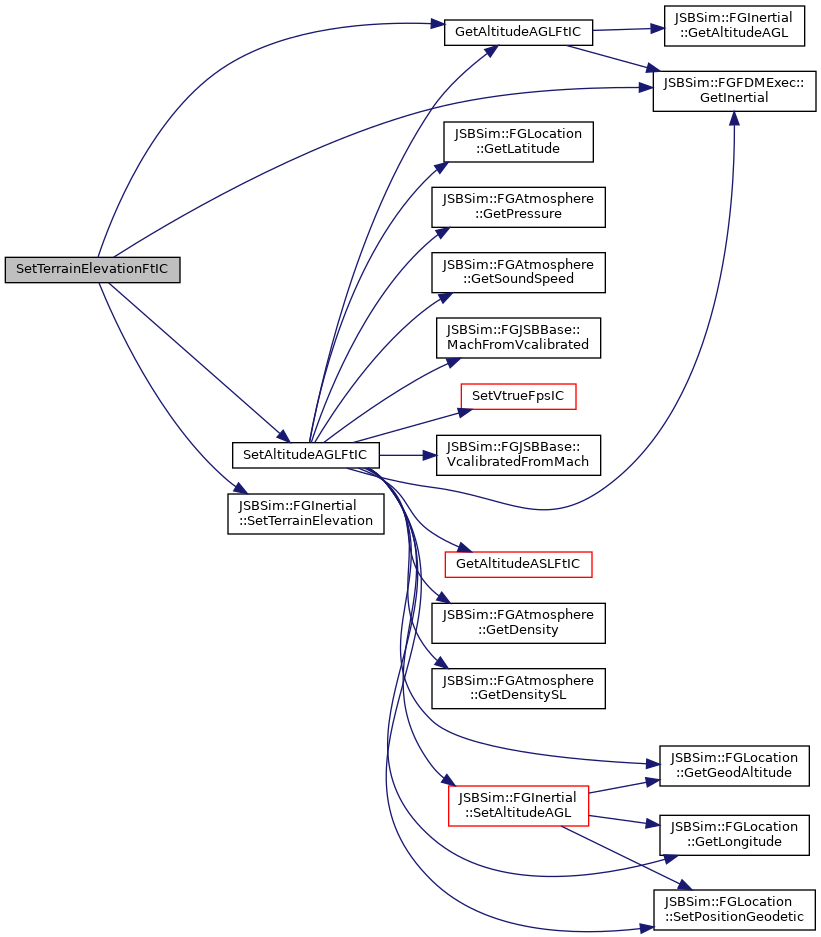 GetAltitudeAGLFtIC
JSBSim::FGInertial
::GetAltitudeAGL
JSBSim::FGFDMExec::
GetInertial
JSBSim::FGLocation
::GetLatitude
JSBSim::FGAtmosphere
::GetPressure
SetTerrainElevationFtIC
JSBSim::FGAtmosphere
::GetSoundSpeed
JSBSim::FGJSBBase::
MachFromVcalibrated
SetVtrueFpsIC
SetAltitudeAGLFtIC
JSBSim::FGJSBBase::
VcalibratedFromMach
JSBSim::FGInertial
::SetTerrainElevation
GetAltitudeASLFtIC
JSBSim::FGAtmosphere
::GetDensity
JSBSim::FGAtmosphere
::GetDensitySL
JSBSim::FGLocation
::GetGeodAltitude
JSBSim::FGInertial
::SetAltitudeAGL
JSBSim::FGLocation
::GetLongitude
JSBSim::FGLocation
::SetPositionGeodetic